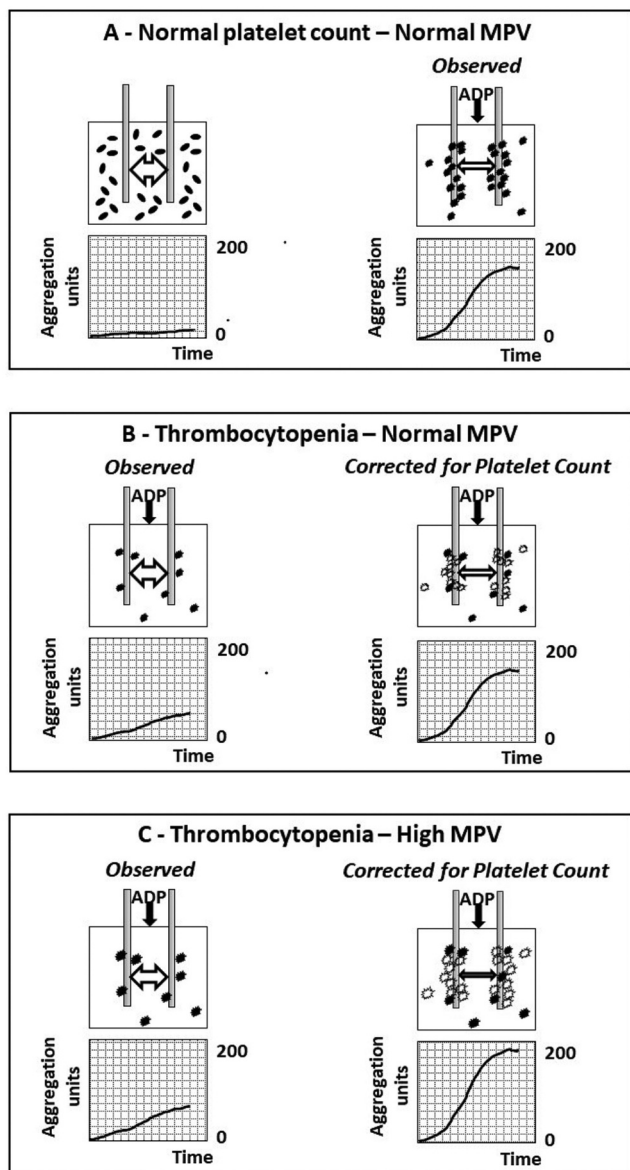 A - Normal platelet count – Normal MPV
Observed
ADP
200
Aggregation
units
0
Time
200
Aggregation
units
0
Time
B - Thrombocytopenia – Normal MPV
Observed
Corrected for Platelet Count
ADP
ADP
200
Aggregation
units
0
Time
200
Aggregation
units
0
Time
C - Thrombocytopenia – High MPV
Observed
Corrected for Platelet Count
ADP
ADP
200
Aggregation
units
0
Time
200
Aggregation
units
0
Time